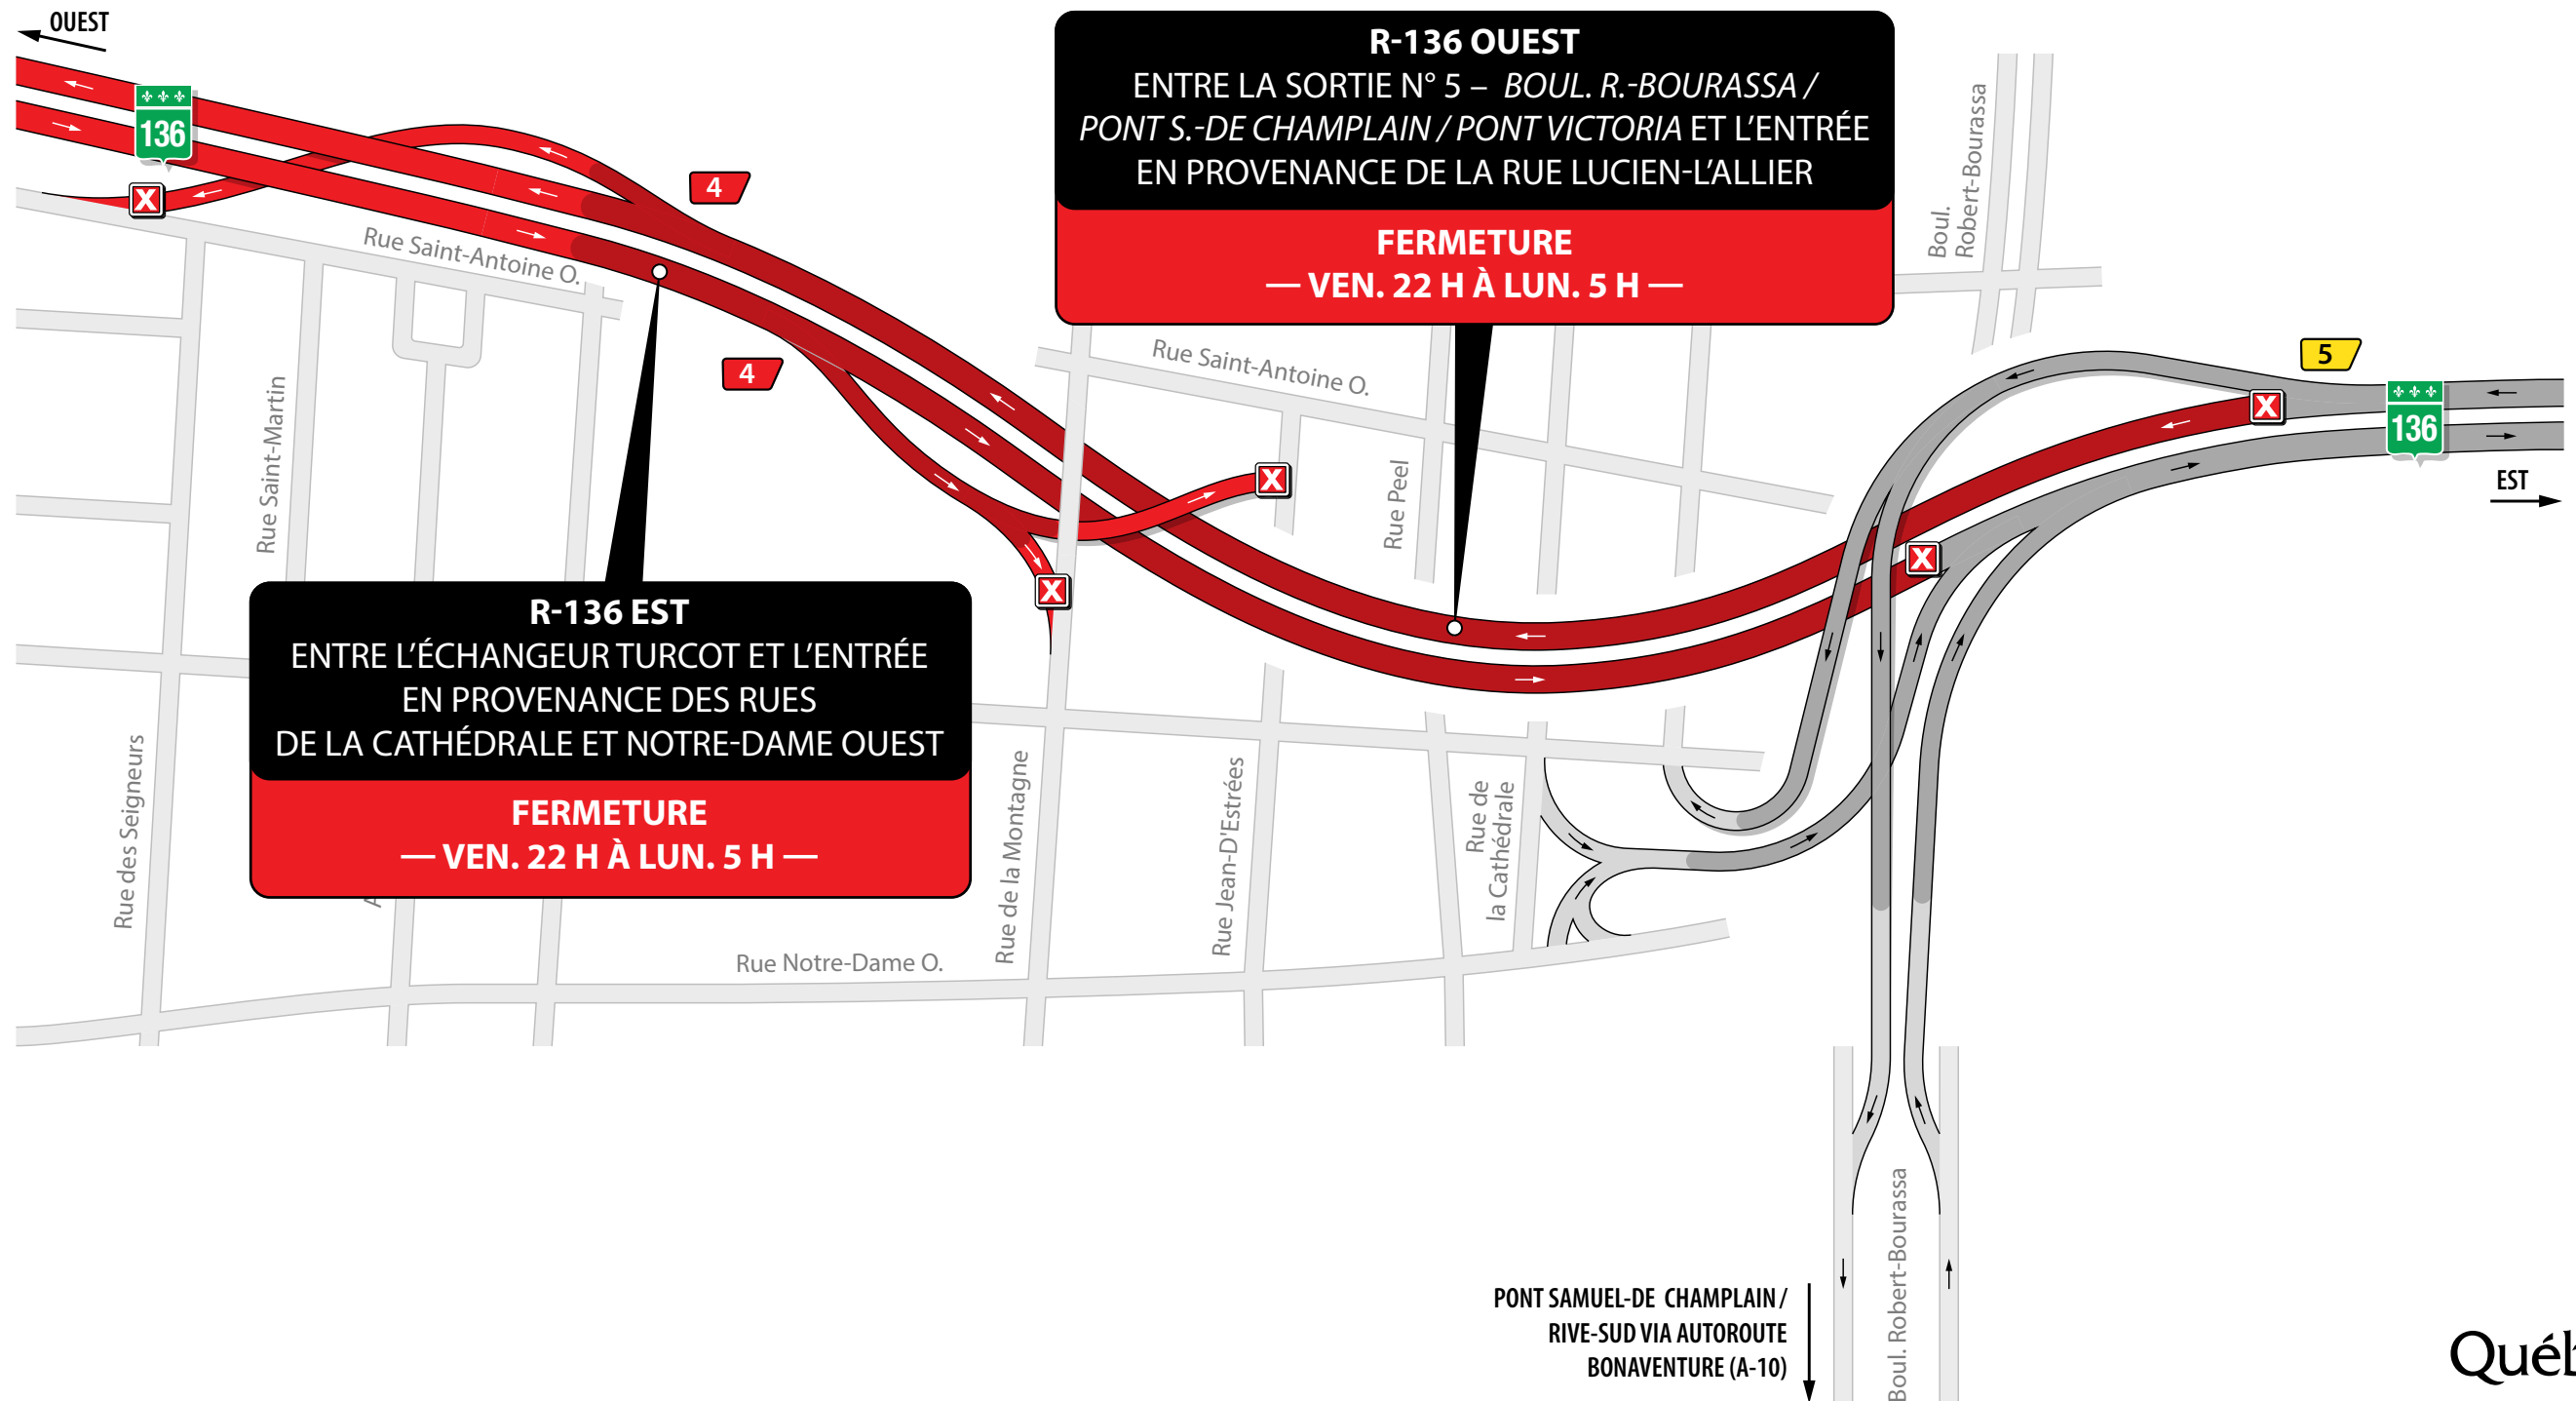 OUEST
136
4
4
R-136 OUEST
ENTRE LA SORTIE N° 5 – BOUL. R.-BOURASSA /
PONT S.-DE CHAMPLAIN / PONT VICTORIA ET L'ENTRÉE
EN PROVENANCE DE LA RUE LUCIEN-L'ALLIER
FERMETURE
— VEN. 22 H À LUN. 5 H —
Boul.
Robert-Bourassa
5
136
EST
X
X
X
X
X
Rue Saint-Antoine O.
Rue Saint-Antoine O.
Rue Saint-Martin
Rue Peel
R-136 EST
ENTRE L'ÉCHANGEUR TURCOT ET L'ENTRÉE
EN PROVENANCE DES RUES
DE LA CATHÉDRALE ET NOTRE-DAME OUEST
FERMETURE
— VEN. 22 H À LUN. 5 H —
Rue des Seigneurs
Rue de la Montagne
Rue Jean-D'Estrées
Rue de
la Cathédrale
Rue Notre-Dame O.
Boul. Robert-Bourassa
PONT SAMUEL-DE CHAMPLAIN /
RIVE-SUD VIA AUTOROUTE
BONAVENTURE (A-10)